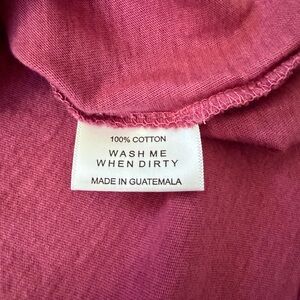 100% COTTON
WASH ME
WHEN DIRTY
MADE IN GUATEMALA